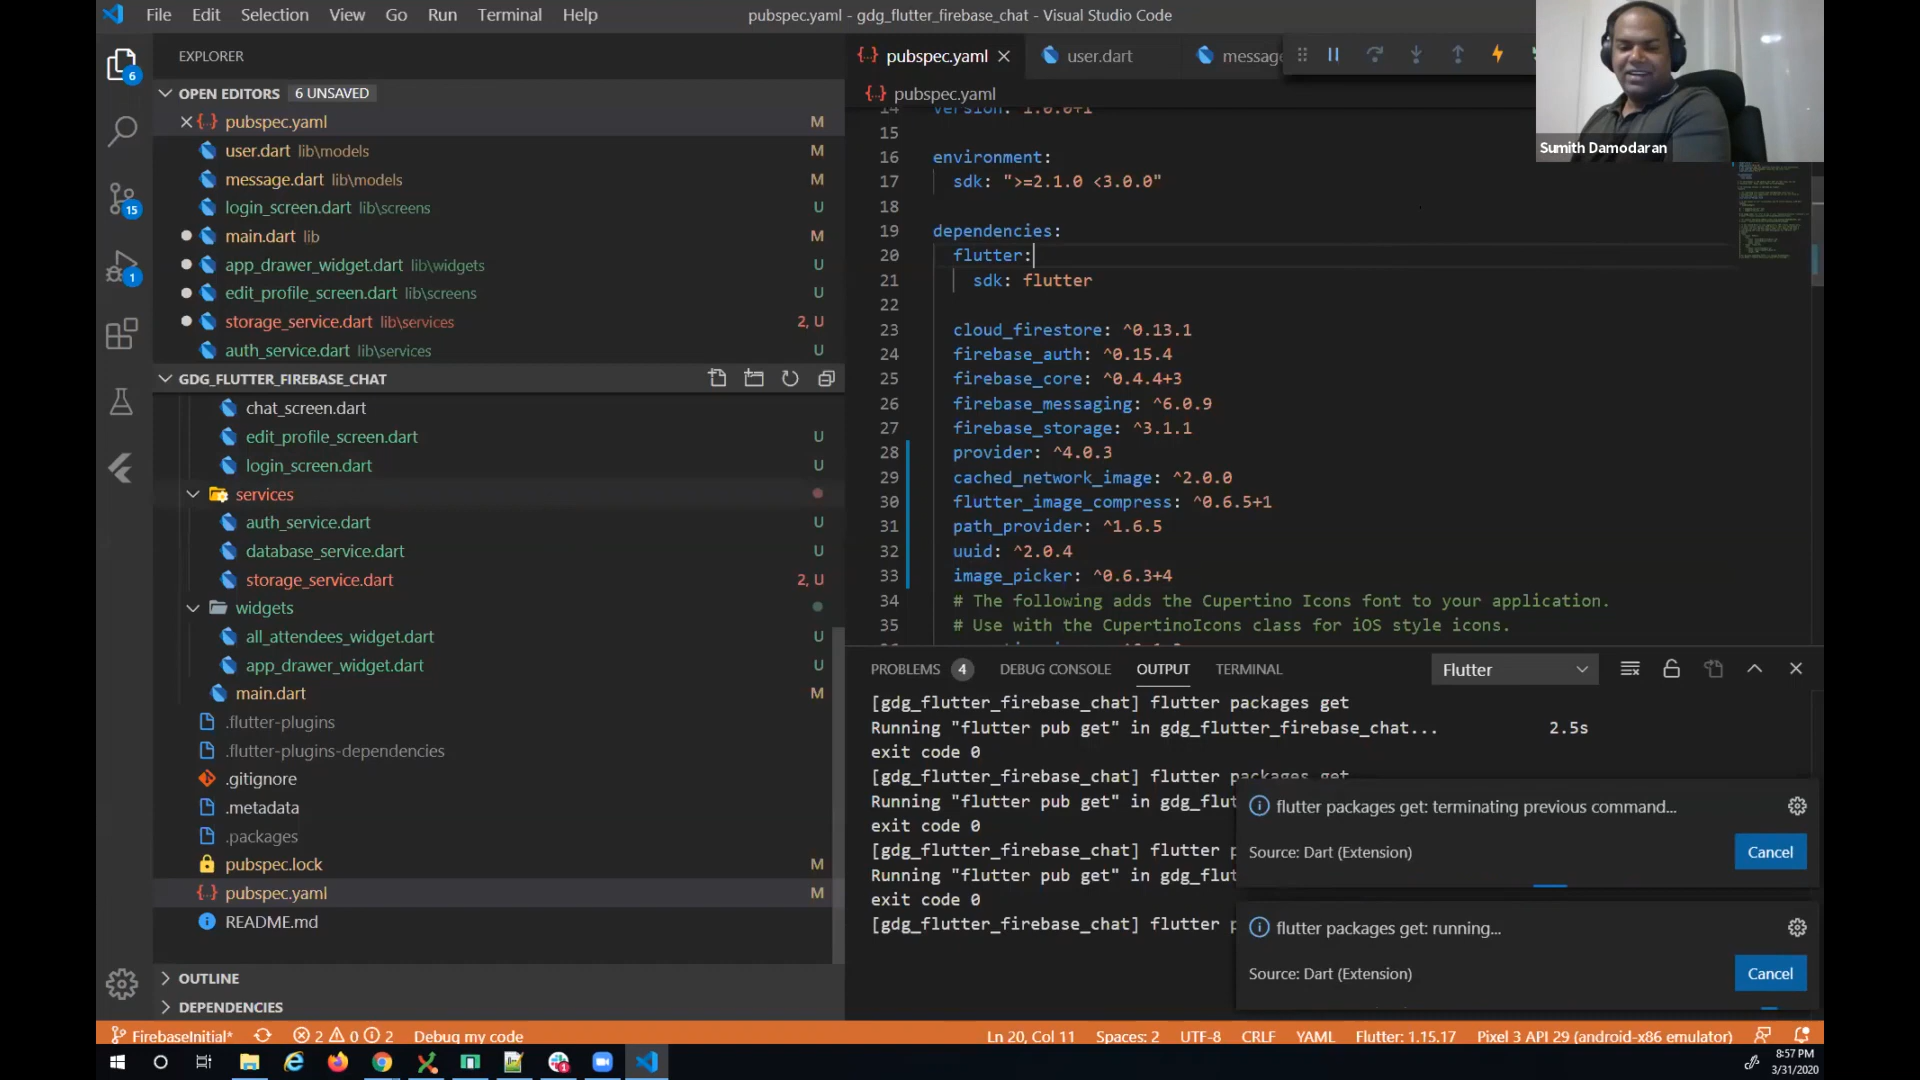 File Edit Selection View Go Run Terminal Help
pubspec.yaml - gdg_flutter_firebase_chat - Visual Studio Code
EXPLORER
OPEN EDITORS 6 UNSAVED
pubspec.yaml M
user.dart lib\models M
message.dart lib\models M
login_screen.dart lib\screens U
main.dart lib M
app_drawer_widget.dart lib\widgets U
edit_profile_screen.dart lib\screens U
storage_service.dart lib\services 2, U
auth_service.dart lib\services U
GDG_FLUTTER_FIREBASE_CHAT
chat_screen.dart
edit_profile_screen.dart U
login_screen.dart U
services
auth_service.dart U
database_service.dart U
storage_service.dart 2, U
widgets
all_attendees_widget.dart U
app_drawer_widget.dart U
main.dart M
.flutter-plugins
.flutter-plugins-dependencies
.gitignore
.metadata
.packages
pubspec.lock M
pubspec.yaml M
README.md
OUTLINE
DEPENDENCIES
6
15
1
pubspec.yaml user.dart message
pubspec.yaml
14 version: 1.0.0+1
15
16 environment:
17 sdk: ">=2.1.0 <3.0.0"
18
19 dependencies:
20 flutter:
21 sdk: flutter
22
23 cloud_firestore: ^0.13.1
24 firebase_auth: ^0.15.4
25 firebase_core: ^0.4.4+3
26 firebase_messaging: ^6.0.9
27 firebase_storage: ^3.1.1
28 provider: ^4.0.3
29 cached_network_image: ^2.0.0
30 flutter_image_compress: ^0.6.5+1
31 path_provider: ^1.6.5
32 uuid: ^2.0.4
33 image_picker: ^0.6.3+4
34 # The following adds the Cupertino Icons font to your application.
35 # Use with the CupertinoIcons class for iOS style icons.
Sumith Damodaran
PROBLEMS 4 DEBUG CONSOLE OUTPUT TERMINAL Flutter
[gdg_flutter_firebase_chat] flutter packages get
Running "flutter pub get" in gdg_flutter_firebase_chat... 2.5s
exit code 0
[gdg_flutter_firebase_chat] flutter packages get
Running "flutter pub get" in gdg_flut
exit code 0
[gdg_flutter_firebase_chat] flutter p
Running "flutter pub get" in gdg_flut
exit code 0
[gdg_flutter_firebase_chat] flutter p
flutter packages get: terminating previous command...
Source: Dart (Extension) Cancel
flutter packages get: running...
Source: Dart (Extension) Cancel
FirebaseInitial* 2 0 2 Debug my code Ln 20, Col 11 Spaces: 2 UTF-8 CRLF YAML Flutter: 1.15.17 Pixel 3 API 29 (android-x86 emulator)
8:57 PM
3/31/2020